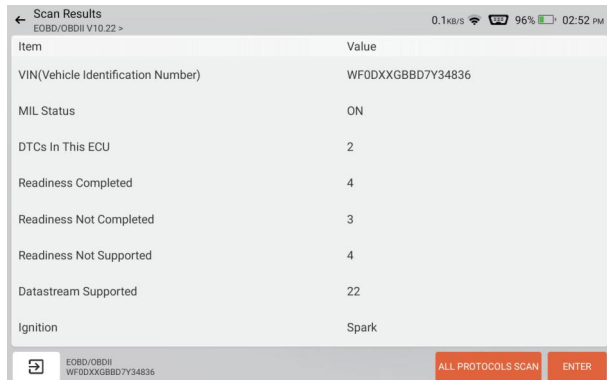 Scan Results
EOBD/OBDII V10.22 >
0.1KB/S 96% 02:52 PM
Item Value
VIN(Vehicle Identification Number) WF0DXXGBBD7Y34836
MIL Status ON
DTCs In This ECU 2
Readiness Completed 4
Readiness Not Completed 3
Readiness Not Supported 4
Datastream Supported 22
Ignition Spark
EOBD/OBDII
WF0DXXGBBD7Y34836
ALL PROTOCOLS SCAN ENTER